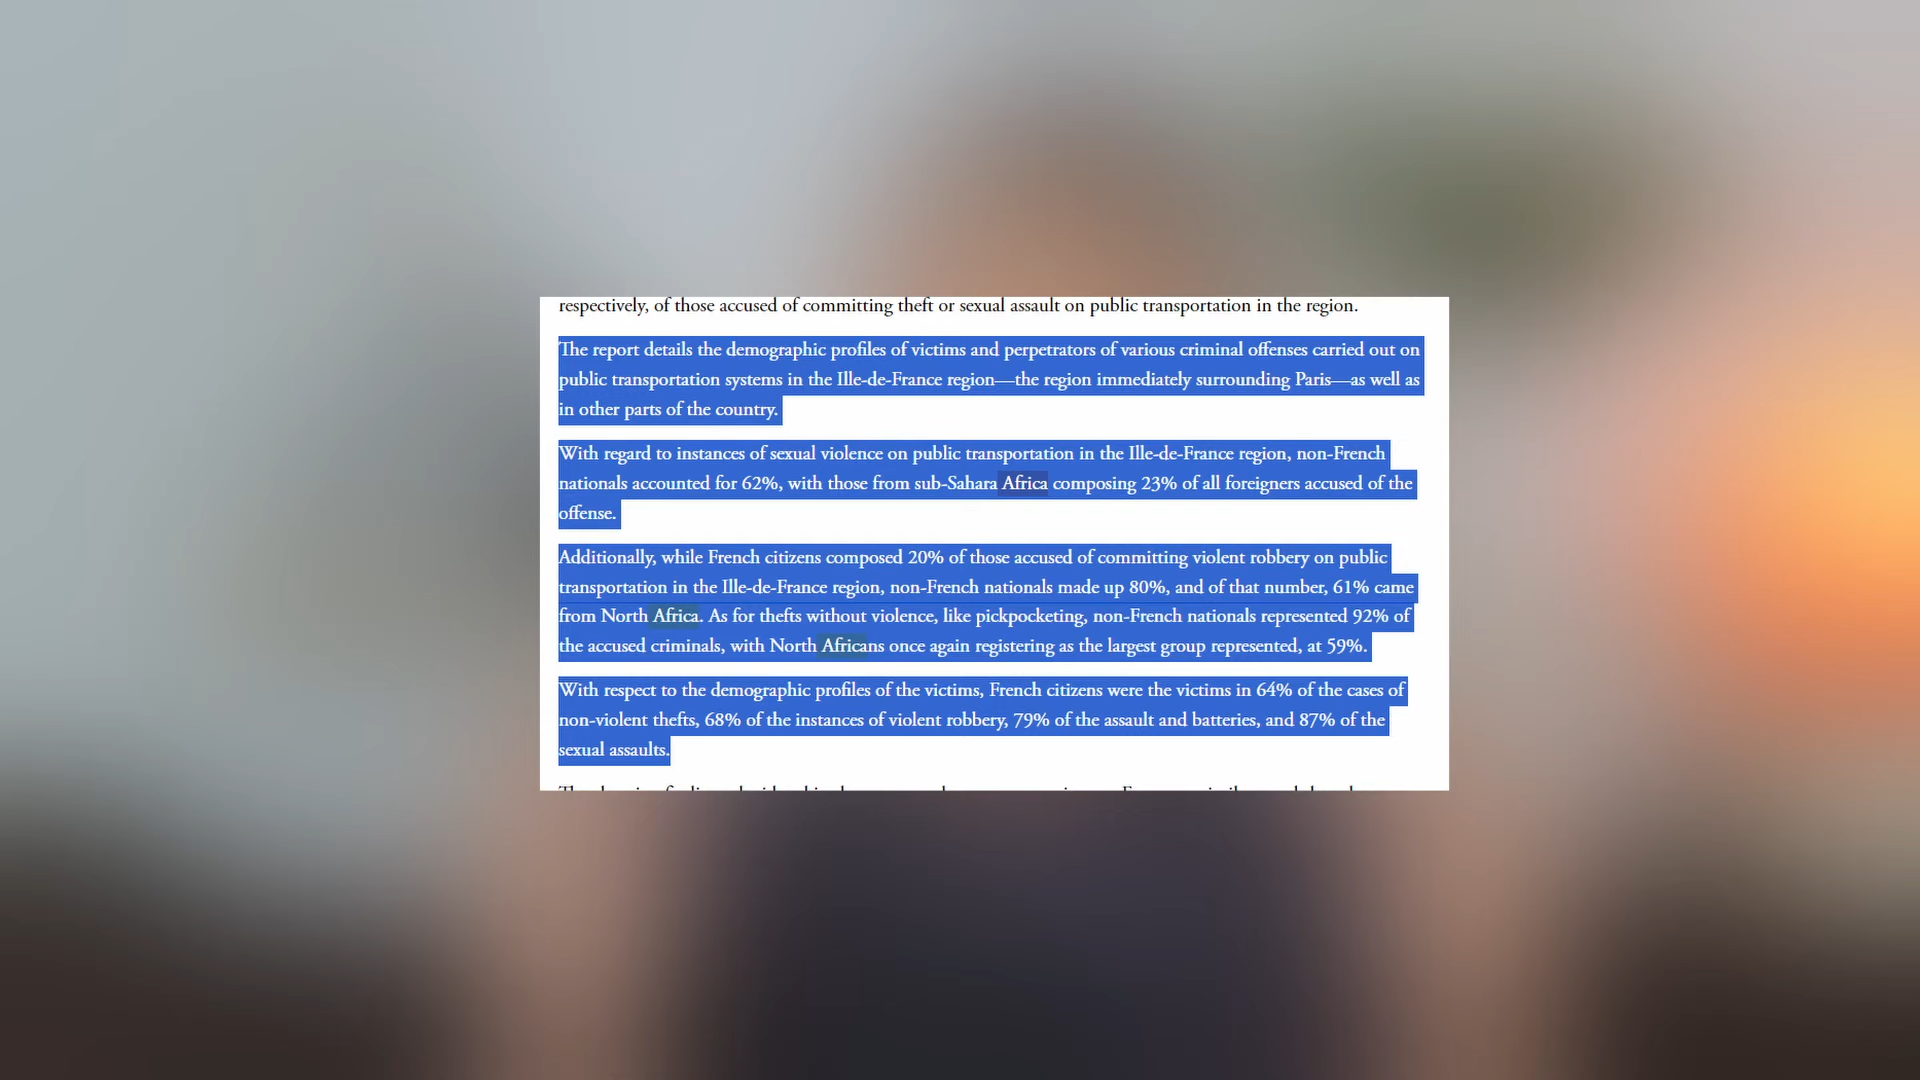 respectively, of those accused of committing theft or sexual assault on public transportation in the region.
The report details the demographic profiles of victims and perpetrators of various criminal offenses carried out on
public transportation systems in the Ille-de-France region—the region immediately surrounding Paris—as well as
in other parts of the country.
With regard to instances of sexual violence on public transportation in the Ille-de-France region, non-French
nationals accounted for 62%, with those from sub-Sahara Africa composing 23% of all foreigners accused of the
offense.
Additionally, while French citizens composed 20% of those accused of committing violent robbery on public
transportation in the Ille-de-France region, non-French nationals made up 80%, and of that number, 61% came
from North Africa. As for thefts without violence, like pickpocketing, non-French nationals represented 92% of
the accused criminals, with North Africans once again registering as the largest group represented, at 59%.
With respect to the demographic profiles of the victims, French citizens were the victims in 64% of the cases of
non-violent thefts, 68% of the instances of violent robbery, 79% of the assault and batteries, and 87% of the
sexual assaults.